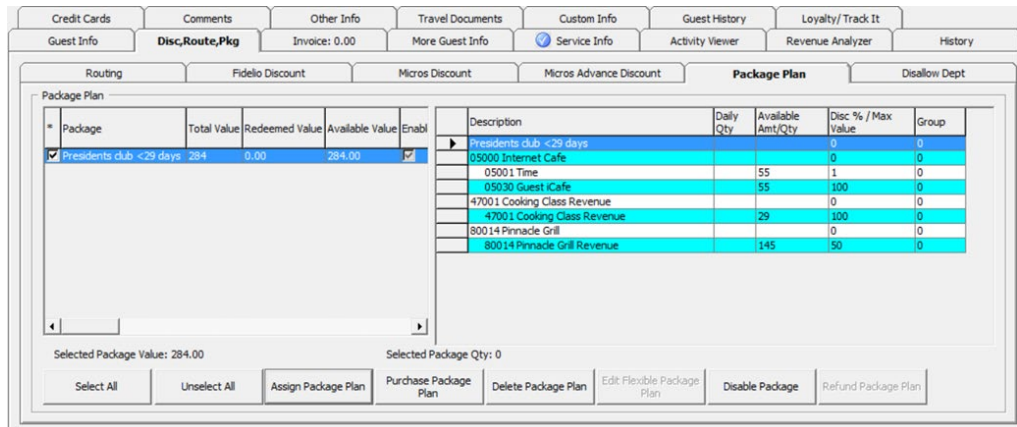 Credit Cards Comments Other Info Travel Documents Custom Info Guest History Loyalty/ Track It
Guest Info Disc,Route,Pkg Invoice: 0.00 More Guest Info Service Info Activity Viewer Revenue Analyzer History
Routing Fidelio Discount Micros Discount Micros Advance Discount Package Plan Disallow Dept
Package Plan
* Package Total Value Redeemed Value Available Value Enabl
Presidents club <29 days 284 0.00 284.00
Description Daily Qty Available Amt/Qty Disc % / Max Value Group
Presidents club <29 days 0 0
05000 Internet Cafe 0 0
05001 Time 55 1 0
05030 Guest iCafe 55 100 0
47001 Cooking Class Revenue 0 0
47001 Cooking Class Revenue 29 100 0
80014 Pinnacle Grill 0 0
80014 Pinnacle Grill Revenue 145 50 0
Selected Package Value: 284.00 Selected Package Qty: 0
Select All Unselect All Assign Package Plan Purchase Package Plan Delete Package Plan Edit Flexible Package Plan Disable Package Refund Package Plan